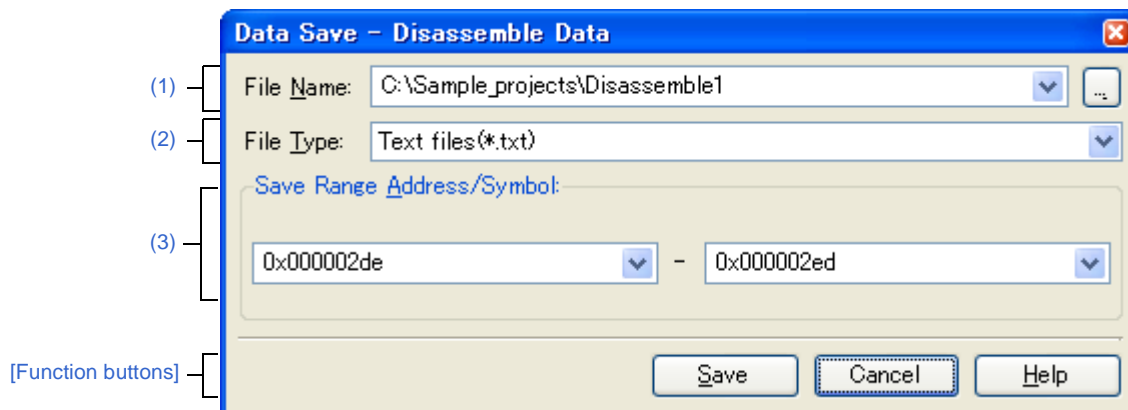 Data Save - Disassemble Data
(1) File Name: C:\Sample_projects\Disassemble1 ...
(2) File Type: Text files(*.txt)
Save Range Address/Symbol:
(3) 0x000002de - 0x000002ed
[Function buttons] Save Cancel Help